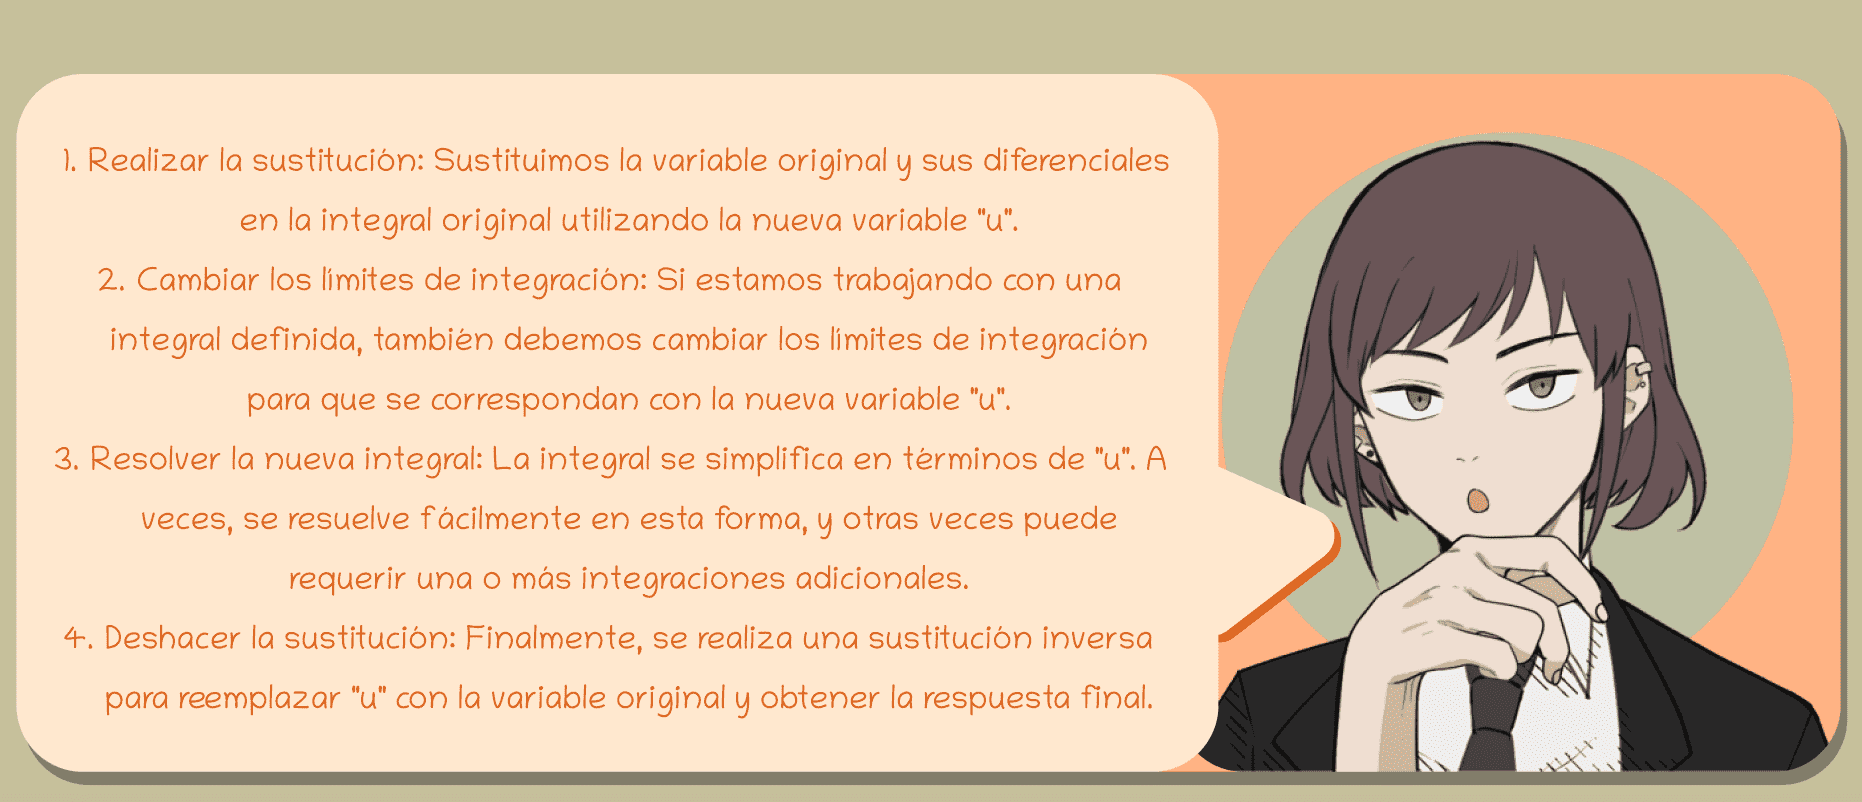 1. Realizar la sustitución: Sustituimos la variable original y sus diferenciales
en la integral original utilizando la nueva variable "u".
2. Cambiar los límites de integración: Si estamos trabajando con una
integral definida, también debemos cambiar los límites de integración
para que se correspondan con la nueva variable "u".
3. Resolver la nueva integral: La integral se simplifica en términos de "u". A
veces, se resuelve fácilmente en esta forma, y otras veces puede
requerir una o más integraciones adicionales.
4. Deshacer la sustitución: Finalmente, se realiza una sustitución inversa
para reemplazar "u" con la variable original y obtener la respuesta final.